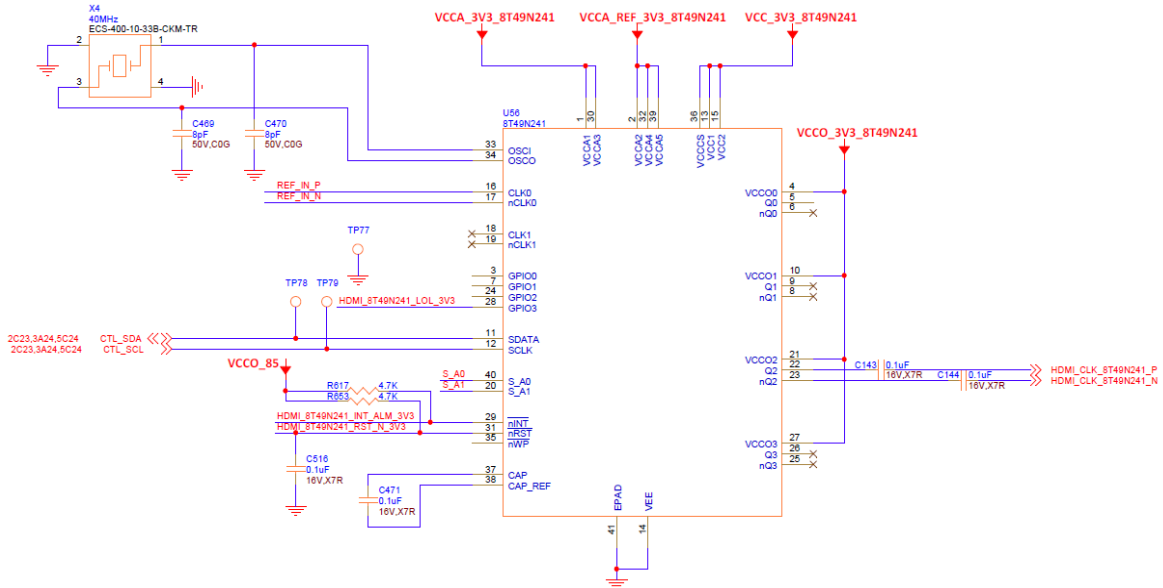 X4
40MHz
ECS-400-10-33B-CKM-TR
2
1
3
4
C469
8pF
50V,C0G
C470
8pF
50V,C0G
VCCA_3V3_8T49N241
VCCA_REF_3V3_8T49N241
VCC_3V3_8T49N241
VCCO_3V3_8T49N241
U56
8T49N241
1
30
2
32
39
36
13
15
VCCA1
VCCA3
VCCA2
VCCA4
VCCA5
VCCCS
VCC1
VCC2
33
OSCI
34
OSCO
REF_IN_P
16
CLK0
REF_IN_N
17
nCLK0
18
CLK1
19
nCLK1
TP77
3
GPIO0
7
GPIO1
24
GPIO2
HDMI_8T49N241_LOL_3V3
28
GPIO3
TP78
TP79
2C23,3A24,5C24
CTL_SDA
11
SDATA
2C23,3A24,5C24
CTL_SCL
12
SCLK
VCCO_85
R617
4.7K
R653
4.7K
S_A0
40
S_A0
S_A1
20
S_A1
HDMI_8T49N241_INT_ALM_3V3
29
nINT
HDMI_8T49N241_RST_N_3V3
31
nRST
35
nWP
C516
0.1uF
16V,X7R
37
CAP
38
CAP_REF
C471
0.1uF
16V,X7R
VCCO0
4
Q0
5
nQ0
6
VCCO1
10
Q1
9
nQ1
8
VCCO2
21
Q2
22
nQ2
23
C143
0.1uF
16V,X7R
C144
0.1uF
16V,X7R
HDMI_CLK_8T49N241_P
HDMI_CLK_8T49N241_N
VCCO3
27
Q3
26
nQ3
25
EPAD
VEE
41
14